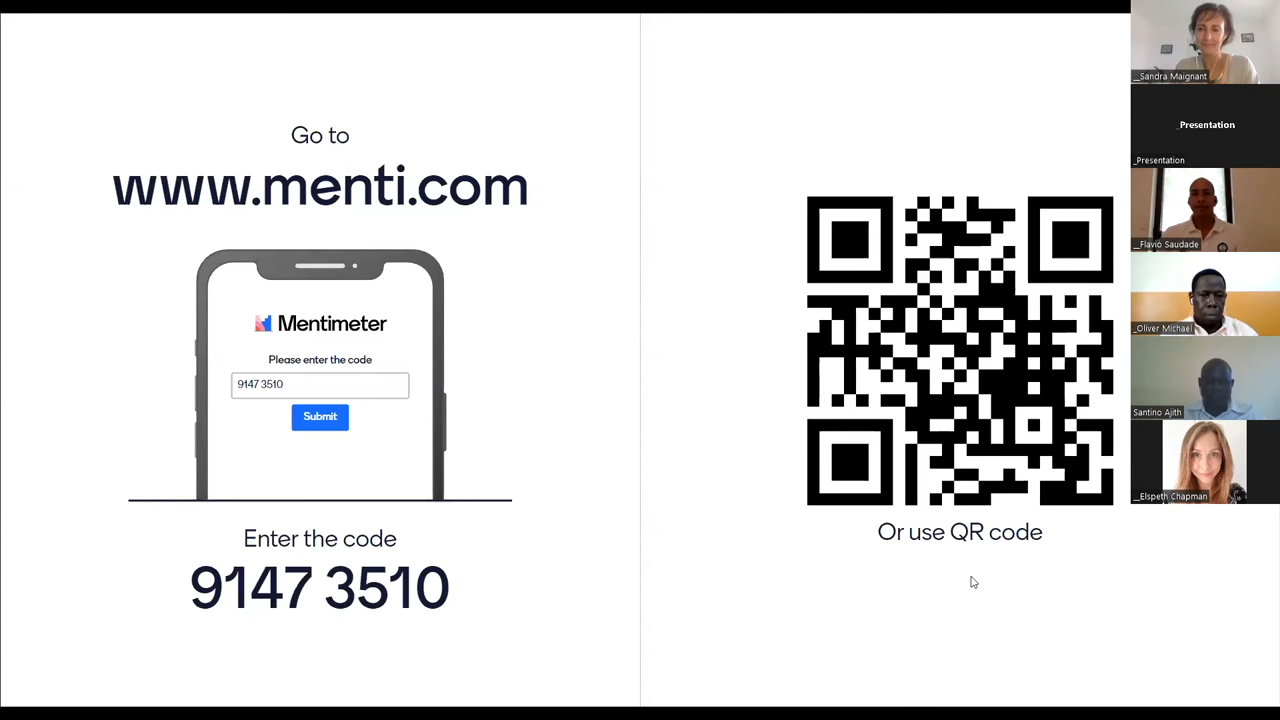 Go to
www.menti.com
Mentimeter
Please enter the code
9147 3510
Submit
Enter the code
9147 3510
Or use QR code
_Sandra Maignant
_Presentation
_Presentation
_Flavio Saudade
_Oliver Michael
Santino Ajith
_Elspeth Chapman